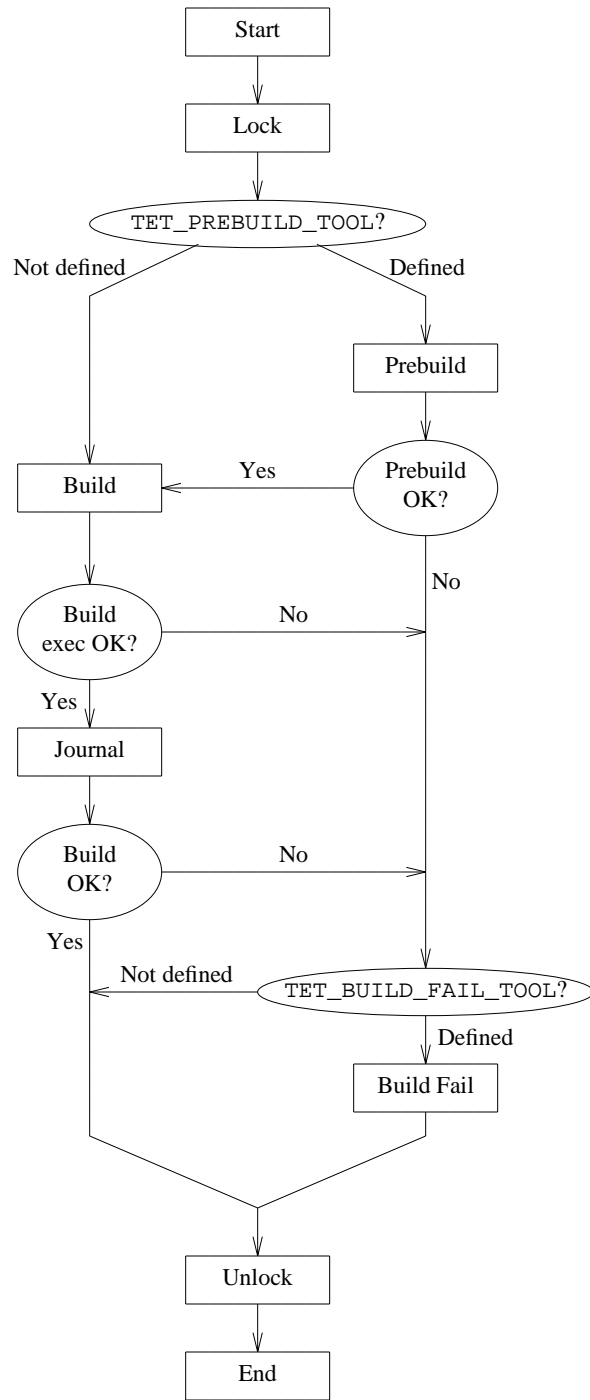 Start
Lock
TET_PREBUILD_TOOL?
Not defined
Defined
Prebuild
Yes
Prebuild
OK?
Build
No
Build
exec OK?
No
Yes
Journal
Build
OK?
No
Yes
Not defined
TET_BUILD_FAIL_TOOL?
Defined
Build Fail
Unlock
End